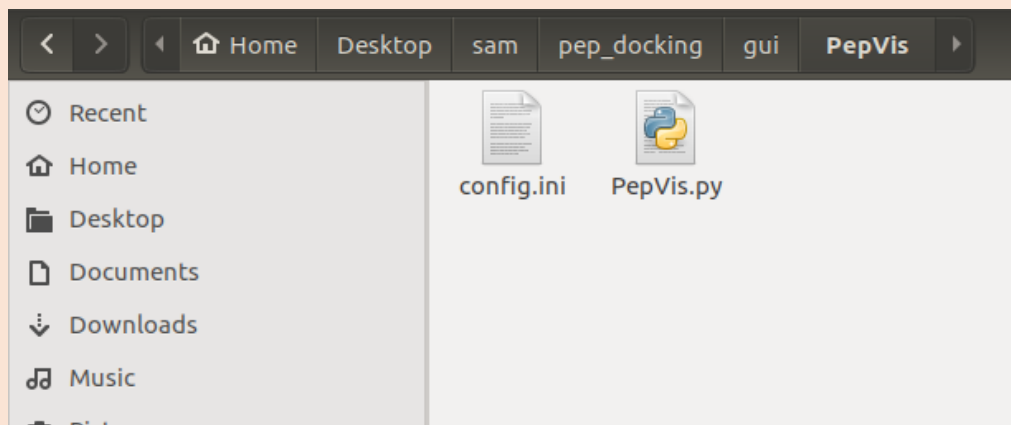 Home Desktop sam pep_docking gui PepVis
Recent
Home
Desktop
Documents
Downloads
Music
config.ini PepVis.py